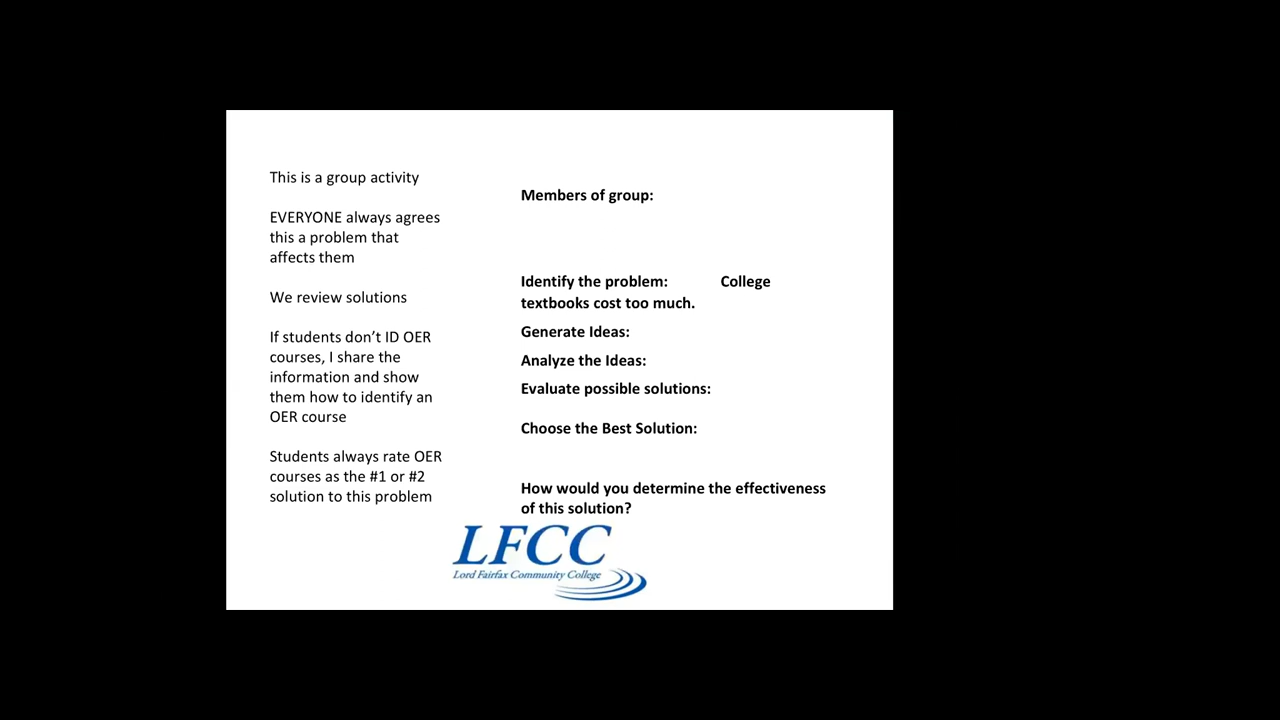 This is a group activity
EVERYONE always agrees
this a problem that
affects them
We review solutions
If students don’t ID OER
courses, I share the
information and show
them how to identify an
OER course
Students always rate OER
courses as the #1 or #2
solution to this problem
Members of group:
Identify the problem: College
textbooks cost too much.
Generate Ideas:
Analyze the Ideas:
Evaluate possible solutions:
Choose the Best Solution:
How would you determine the effectiveness
of this solution?
LFCC
Lord Fairfax Community College